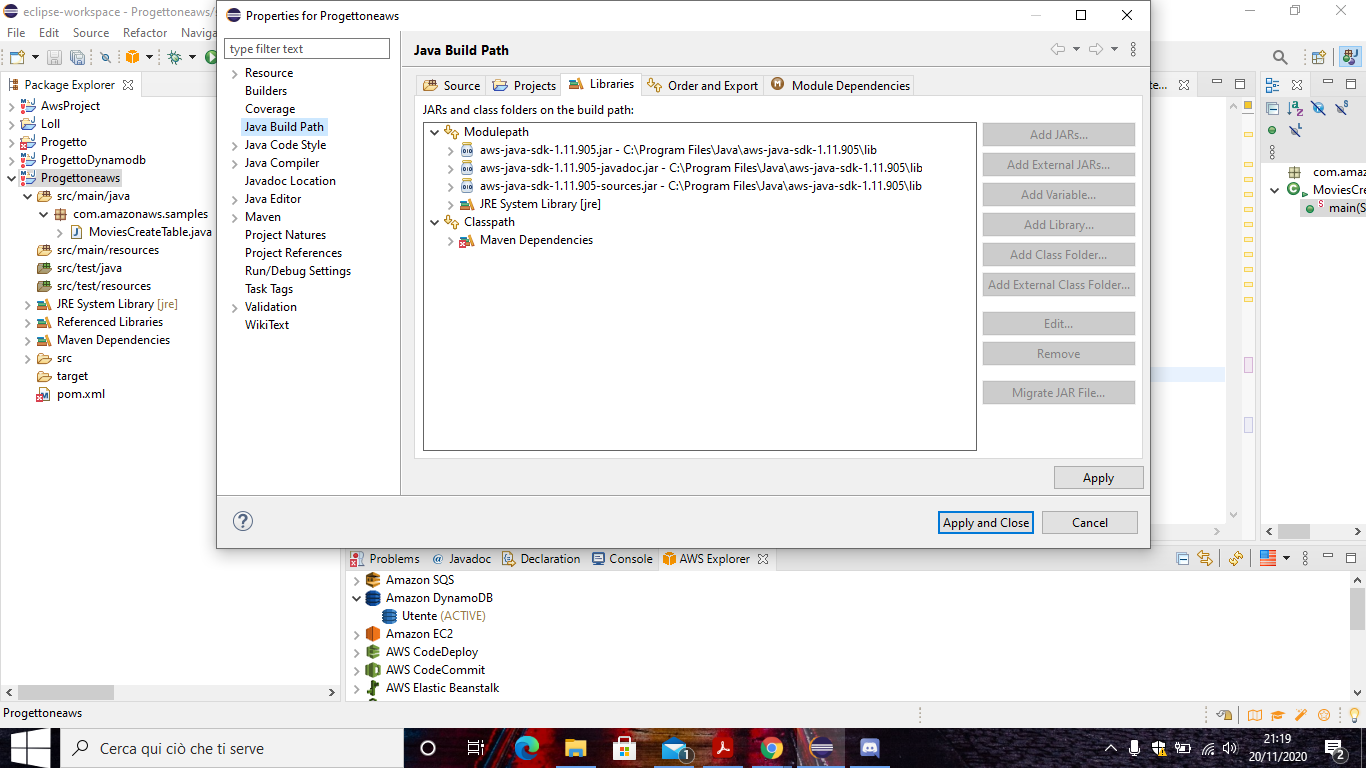 eclipse-workspace - Progettoneaws/s
Properties for Progettoneaws
File Edit Source Refactor Naviga
type filter text
Java Build Path
Package Explorer
Resource
Builders
Coverage
Java Build Path
Java Code Style
Java Compiler
Javadoc Location
Java Editor
Maven
Project Natures
Project References
Run/Debug Settings
Task Tags
Validation
WikiText
AwsProject
Loll
Progetto
ProgettoDynamodb
Progettoneaws
src/main/java
com.amazonaws.samples
MoviesCreateTable.java
src/main/resources
src/test/java
src/test/resources
JRE System Library [jre]
Referenced Libraries
Maven Dependencies
src
target
pom.xml
Source Projects Libraries Order and Export Module Dependencies
JARs and class folders on the build path:
Modulepath
aws-java-sdk-1.11.905.jar - C:\Program Files\Java\aws-java-sdk-1.11.905\lib
aws-java-sdk-1.11.905-javadoc.jar - C:\Program Files\Java\aws-java-sdk-1.11.905\lib
aws-java-sdk-1.11.905-sources.jar - C:\Program Files\Java\aws-java-sdk-1.11.905\lib
JRE System Library [jre]
Classpath
Maven Dependencies
Add JARs...
Add External JARs...
Add Variable...
Add Library...
Add Class Folder...
Add External Class Folder...
Edit...
Remove
Migrate JAR File...
Apply
Apply and Close Cancel
te...
com.amaz
MoviesCre
main(S
Problems Javadoc Declaration Console AWS Explorer
Amazon SQS
Amazon DynamoDB
Utente (ACTIVE)
Amazon EC2
AWS CodeDeploy
AWS CodeCommit
AWS Elastic Beanstalk
Progettoneaws
Cerca qui ciò che ti serve
1
21:19
20/11/2020
2